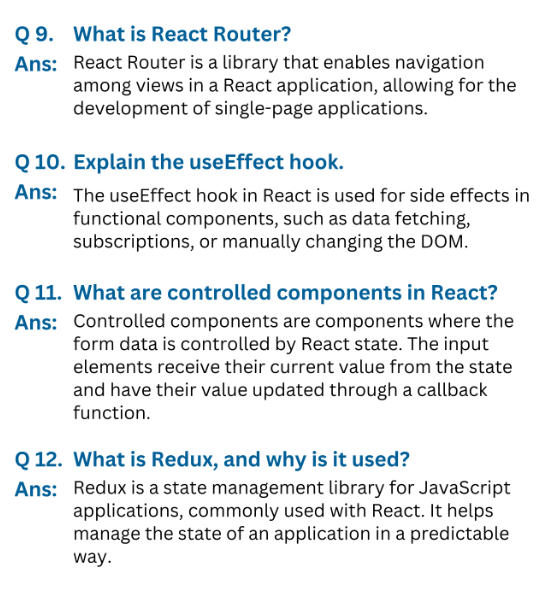 Q 9. What is React Router?
Ans: React Router is a library that enables navigation
among views in a React application, allowing for the
development of single-page applications.
Q 10. Explain the useEffect hook.
Ans: The useEffect hook in React is used for side effects in
functional components, such as data fetching,
subscriptions, or manually changing the DOM.
Q 11. What are controlled components in React?
Ans: Controlled components are components where the
form data is controlled by React state. The input
elements receive their current value from the state
and have their value updated through a callback
function.
Q 12. What is Redux, and why is it used?
Ans: Redux is a state management library for JavaScript
applications, commonly used with React. It helps
manage the state of an application in a predictable
way.